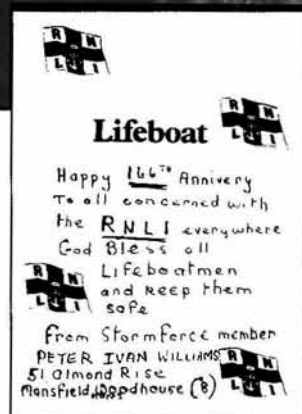 R N
L I
R N
L I
Lifeboat
Happy 166TH Annivery
To all concerned with
the RNLI everywhere
God Bless all
R N
L I
Lifeboatmen
and keep them
safe
From Stormforce member
PETER IVAN WILLIAMS
R N
L I
51 almond Rise
Mansfield Woodhouse (8)